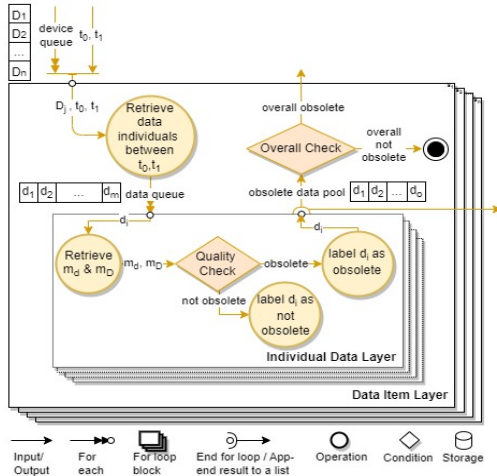 D1
D2
...
Dn
device
queue
t0, t1
Dj , t0, t1
Retrieve
data
individuals
between
t0,t1
overall obsolete
Overall Check
overall
not
obsolete
d1 d2 ... dm
data queue
obsolete data pool
d1 d2 ... do
di
di
Retrieve
md & mD
md, mD
Quality
Check
obsolete
label di as
obsolete
not obsolete
label di as
not
obsolete
Individual Data Layer
Data Item Layer
Input/
Output
For
each
For loop
block
End for loop / App-
end result to a list
Operation
Condition
Storage